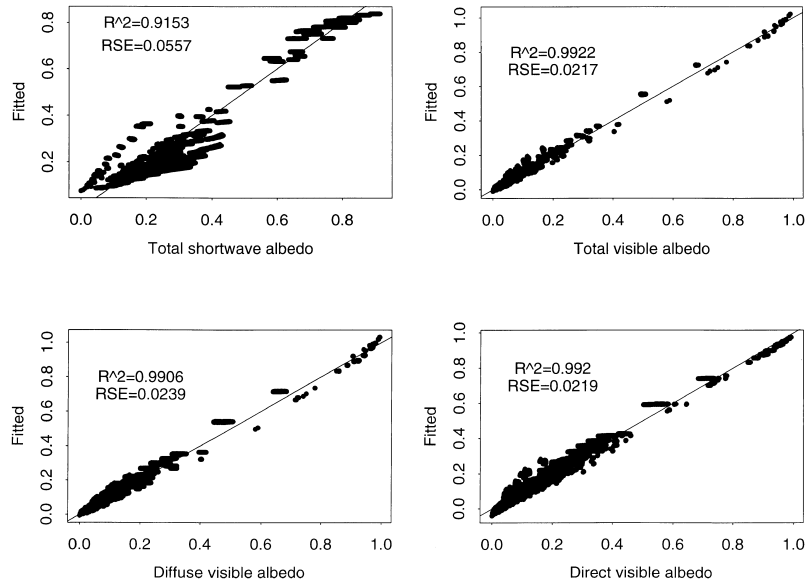 R^2=0.9153
RSE=0.0557
Fitted
0.2 0.4 0.6 0.8
0.0 0.2 0.4 0.6 0.8
Total shortwave albedo
R^2=0.9922
RSE=0.0217
Fitted
0.0 0.2 0.4 0.6 0.8 1.0
0.0 0.2 0.4 0.6 0.8 1.0
Total visible albedo
R^2=0.9906
RSE=0.0239
Fitted
0.0 0.2 0.4 0.6 0.8 1.0
0.0 0.2 0.4 0.6 0.8 1.0
Diffuse visible albedo
R^2=0.992
RSE=0.0219
Fitted
0.0 0.2 0.4 0.6 0.8 1.0
0.0 0.2 0.4 0.6 0.8 1.0
Direct visible albedo